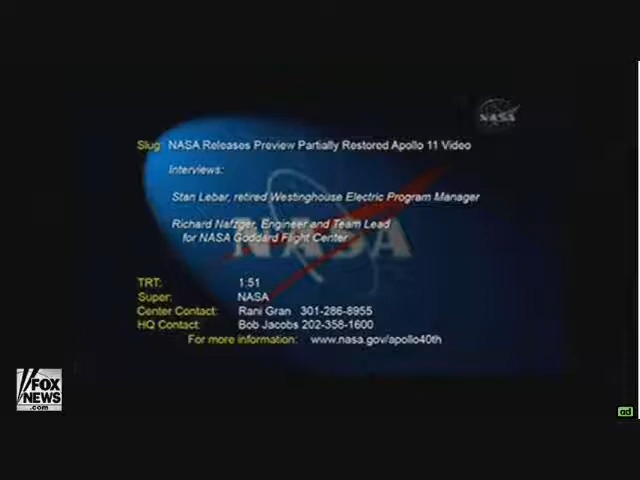 NASA
Slug: NASA Releases Preview Partially Restored Apollo 11 Video
Interviews:
Stan Lebar, retired Westinghouse Electric Program Manager
Richard Nafzger, Engineer and Team Lead
for NASA Goddard Flight Center
NASA
TRT: 1:51
Super: NASA
Center Contact: Rani Gran 301-286-8955
HQ Contact: Bob Jacobs 202-358-1600
For more information: www.nasa.gov/apollo40th
FOX
NEWS
.com
ad